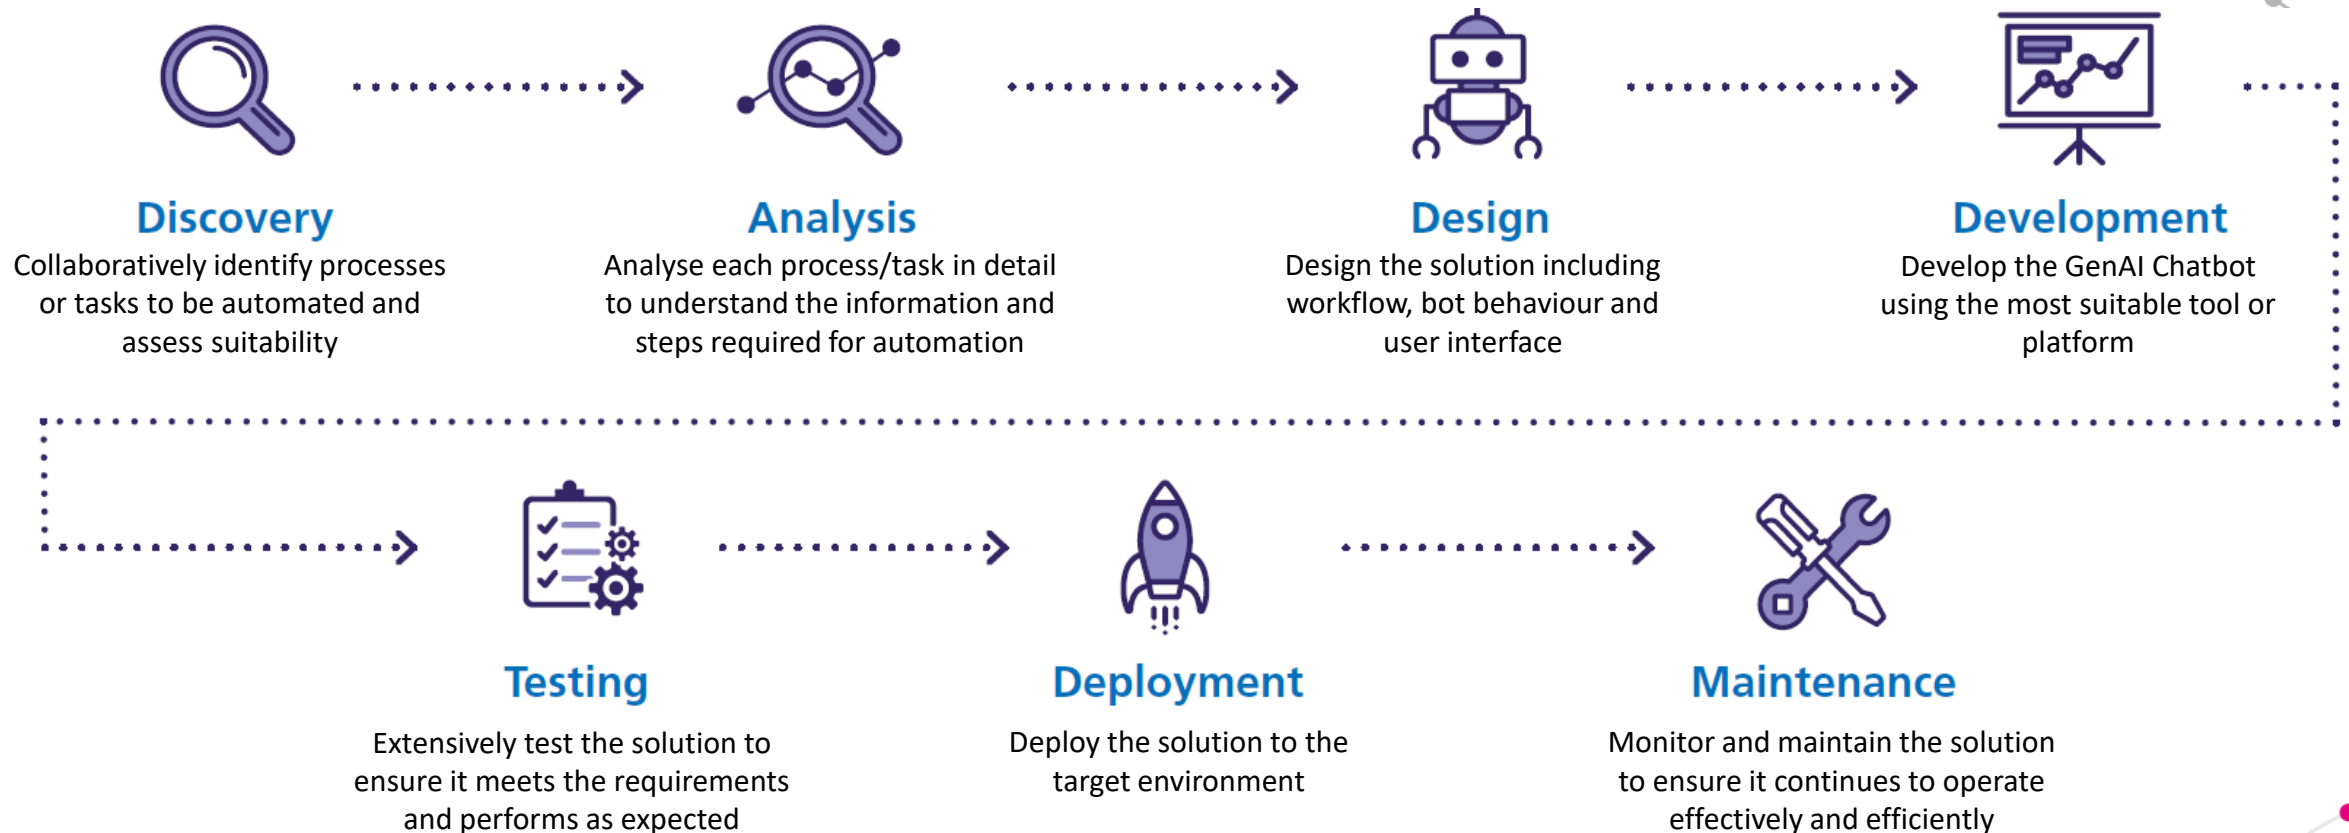 Discovery
Collaboratively identify processes
or tasks to be automated and
assess suitability
Analysis
Analyse each process/task in detail
to understand the information and
steps required for automation
Design
Design the solution including
workflow, bot behaviour and
user interface
Development
Develop the GenAI Chatbot
using the most suitable tool or
platform
Testing
Extensively test the solution to
ensure it meets the requirements
and performs as expected
Deployment
Deploy the solution to the
target environment
Maintenance
Monitor and maintain the solution
to ensure it continues to operate
effectively and efficiently